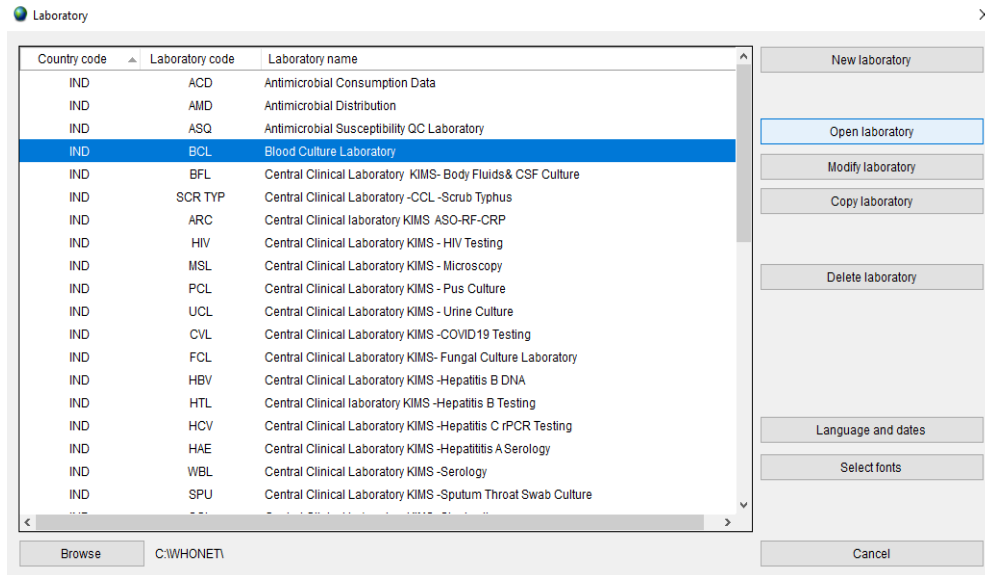 Laboratory
Country code Laboratory code Laboratory name
IND ACD Antimicrobial Consumption Data
IND AMD Antimicrobial Distribution
IND ASQ Antimicrobial Susceptibility QC Laboratory
IND BCL Blood Culture Laboratory
IND BFL Central Clinical Laboratory KIMS- Body Fluids& CSF Culture
IND SCR TYP Central Clinical Laboratory -CCL -Scrub Typhus
IND ARC Central Clinical laboratory KIMS ASO-RF-CRP
IND HIV Central Clinical Laboratory KIMS - HIV Testing
IND MSL Central Clinical Laboratory KIMS - Microscopy
IND PCL Central Clinical Laboratory KIMS - Pus Culture
IND UCL Central Clinical Laboratory KIMS - Urine Culture
IND CVL Central Clinical Laboratory KIMS -COVID19 Testing
IND FCL Central Clinical Laboratory KIMS- Fungal Culture Laboratory
IND HBV Central Clinical Laboratory KIMS -Hepatitis B DNA
IND HTL Central Clinical laboratory KIMS -Hepatitis B Testing
IND HCV Central Clinical Laboratory KIMS -Hepatitis C rPCR Testing
IND HAE Central Clinical Laboratory KIMS -Hepatititis A Serology
IND WBL Central Clinical Laboratory KIMS -Serology
IND SPU Central Clinical Laboratory KIMS -Sputum Throat Swab Culture
New laboratory
Open laboratory
Modify laboratory
Copy laboratory
Delete laboratory
Language and dates
Select fonts
Browse C:\WHONET\
Cancel